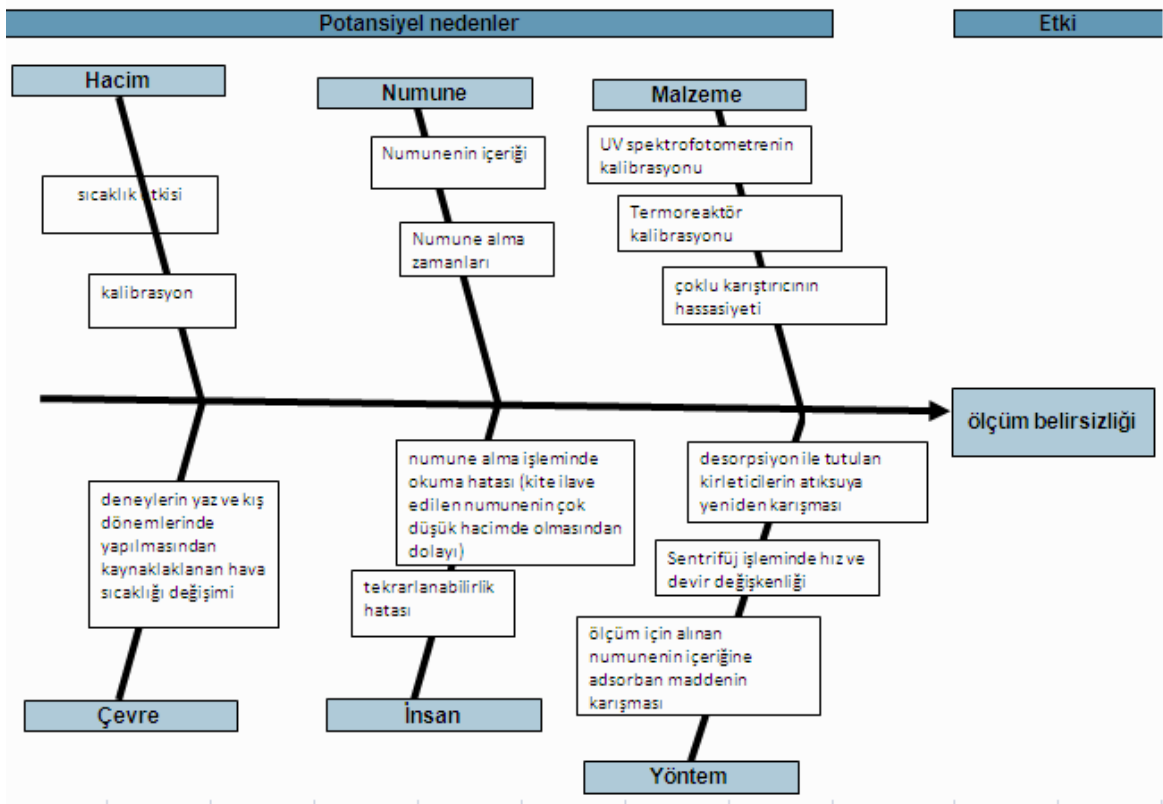 Potansiyel nedenler
Etki
Hacim
Numune
Malzeme
sıcaklık etkisi
kalibrasyon
Numunenin içeriği
Numune alma
zamanları
UV spektrofotometrenin
kalibrasyonu
Termoreaktör
kalibrasyonu
çoklu karıştırıcının
hassasiyeti
ölçüm belirsizliği
deneylerin yaz ve kış
dönemlerinde
yapılmasından
kaynaklaklanan hava
sıcaklığı değişimi
numune alma işleminde
okuma hatası (kite ilave
edilen numunenin çok
düşük hacimde olmasından
dolayı)
tekrarlanabilirlik
hatası
desorpsiyon ile tutulan
kirleticilerin atıksuya
yeniden karışması
Sentrifüj işleminde hız ve
devir değişkenliği
ölçüm için alınan
numunenin içeriğine
adsorban maddenin
karışması
Çevre
İnsan
Yöntem